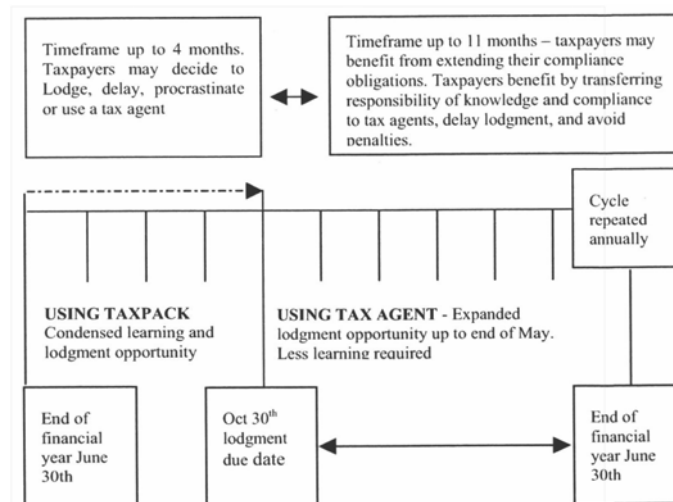 Timeframe up to 4 months.
Taxpayers may decide to
Lodge, delay, procrastinate
or use a tax agent
Timeframe up to 11 months – taxpayers may
benefit from extending their compliance
obligations. Taxpayers benefit by transferring
responsibility of knowledge and compliance
to tax agents, delay lodgment, and avoid
penalties.
Cycle
repeated
annually
USING TAXPACK
Condensed learning and
lodgment opportunity
USING TAX AGENT - Expanded
lodgment opportunity up to end of May.
Less learning required
End of
financial
year June
30th
Oct 30th
lodgment
due date
End of
financial
year June
30th